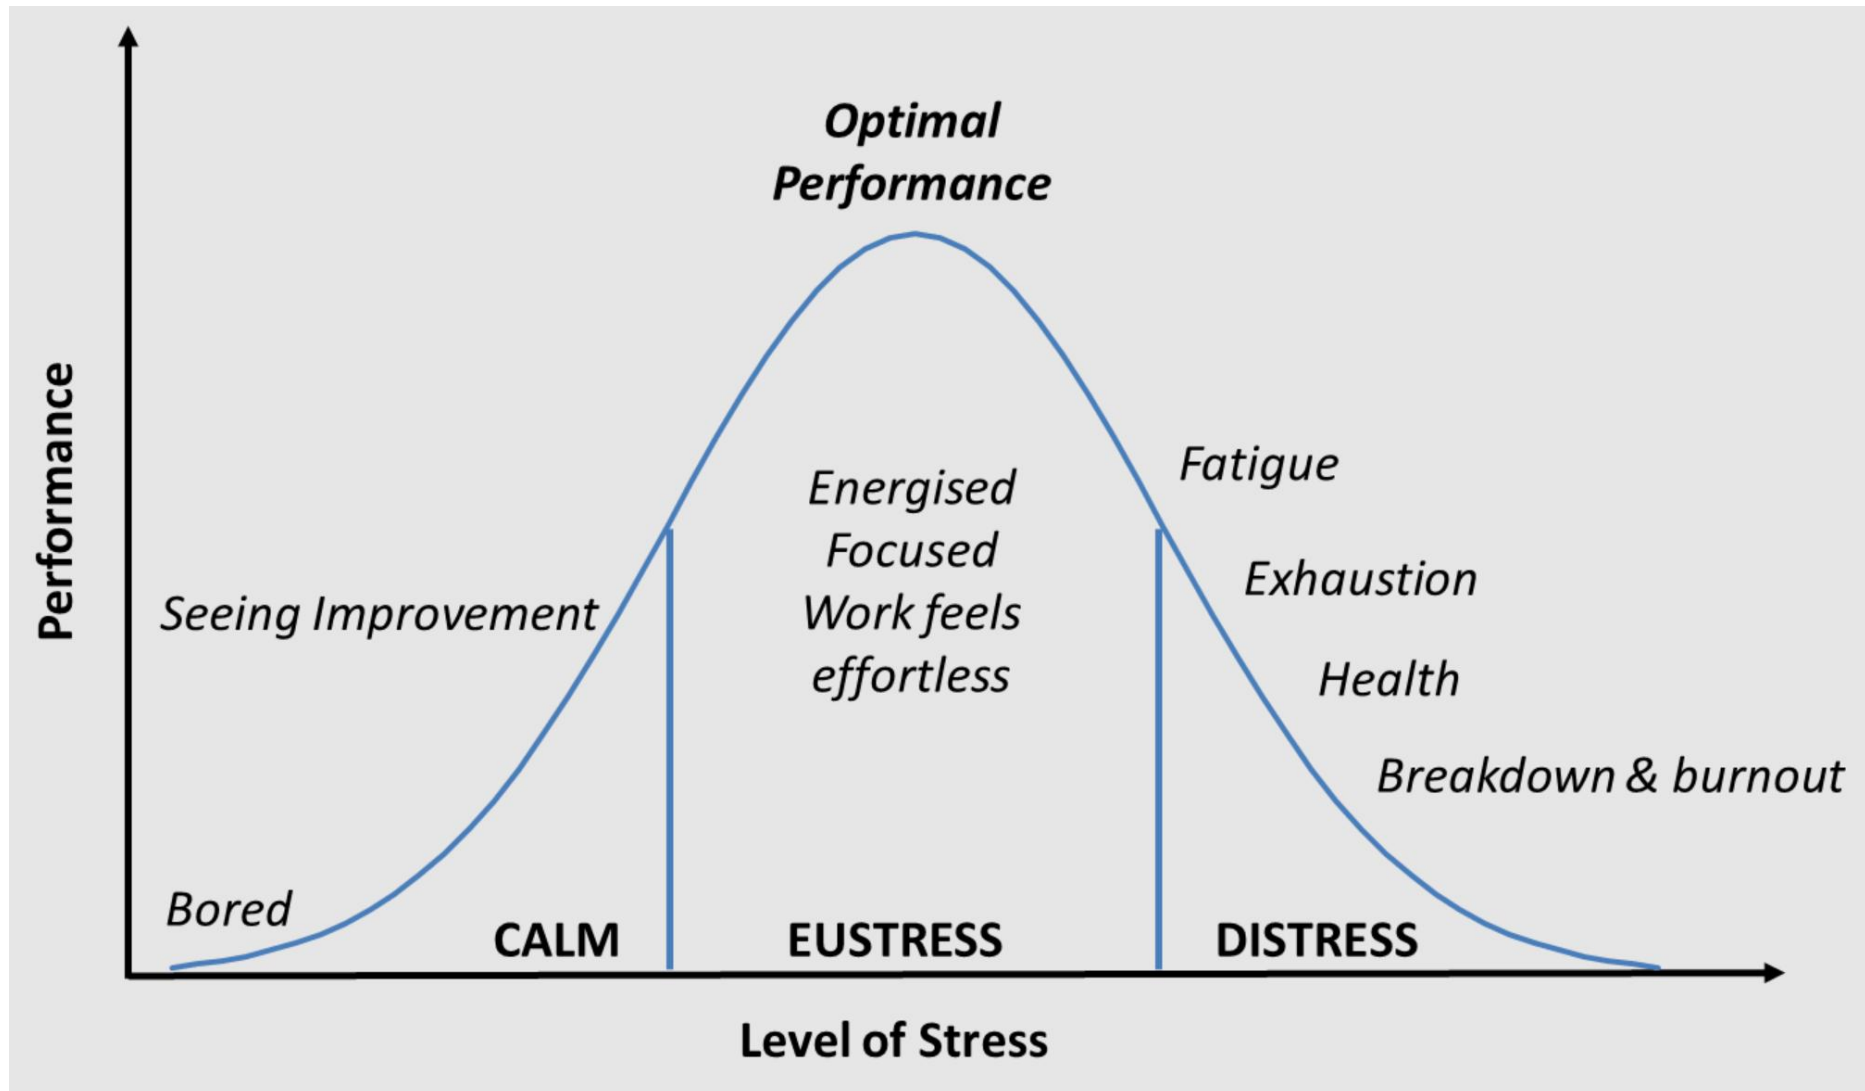 Optimal
Performance
Performance
Fatigue
Energised
Focused
Work feels
effortless
Exhaustion
Seeing Improvement
Health
Breakdown & burnout
Bored
CALM
EUSTRESS
DISTRESS
Level of Stress